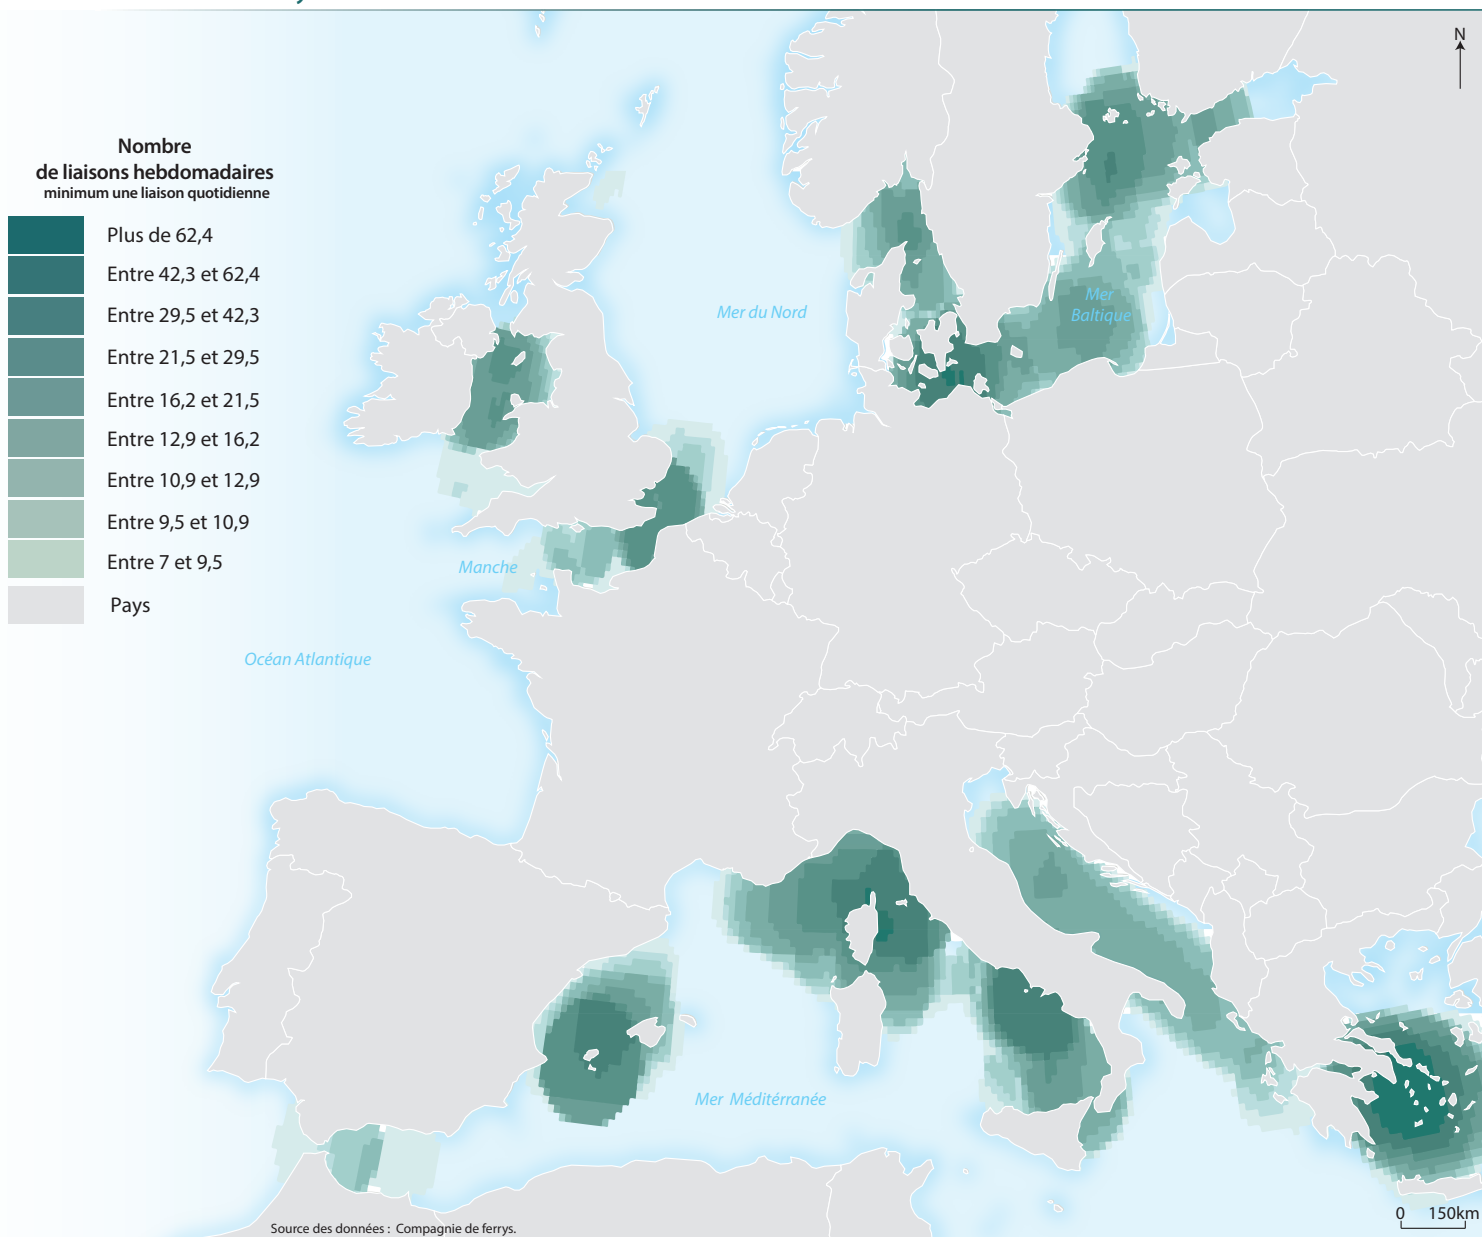 N
Nombre
de liaisons hebdomadaires
minimum une liaison quotidienne
Plus de 62,4
Entre 42,3 et 62,4
Entre 29,5 et 42,3
Entre 21,5 et 29,5
Entre 16,2 et 21,5
Entre 12,9 et 16,2
Entre 10,9 et 12,9
Entre 9,5 et 10,9
Entre 7 et 9,5
Pays
Mer du Nord
Mer
Baltique
Manche
Océan Atlantique
Mer Méditérranée
Source des données : Compagnie de ferrys.
0 150km